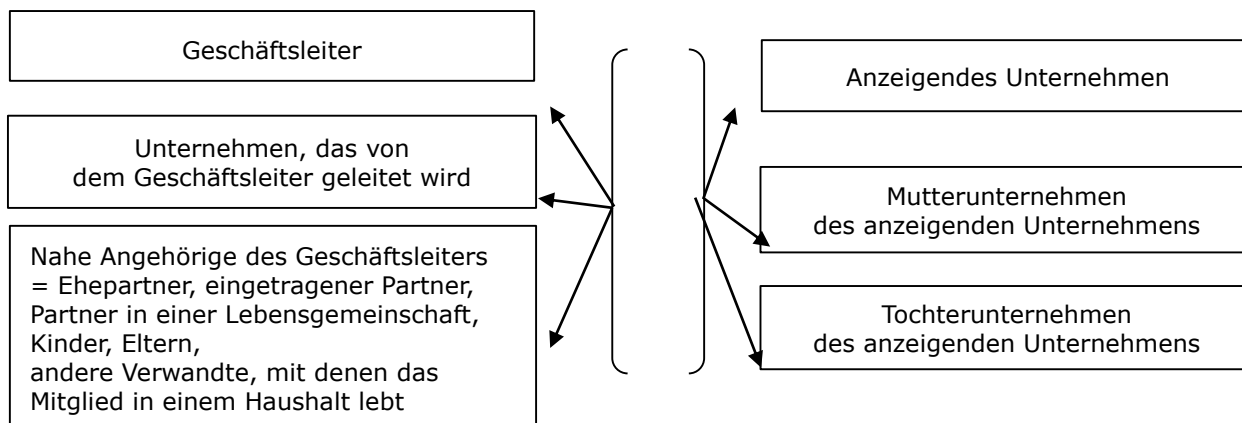 Geschäftsleiter
Unternehmen, das von
dem Geschäftsleiter geleitet wird
Nahe Angehörige des Geschäftsleiters
= Ehepartner, eingetragener Partner,
Partner in einer Lebensgemeinschaft,
Kinder, Eltern,
andere Verwandte, mit denen das
Mitglied in einem Haushalt lebt
Anzeigendes Unternehmen
Mutterunternehmen
des anzeigenden Unternehmens
Tochterunternehmen
des anzeigenden Unternehmens